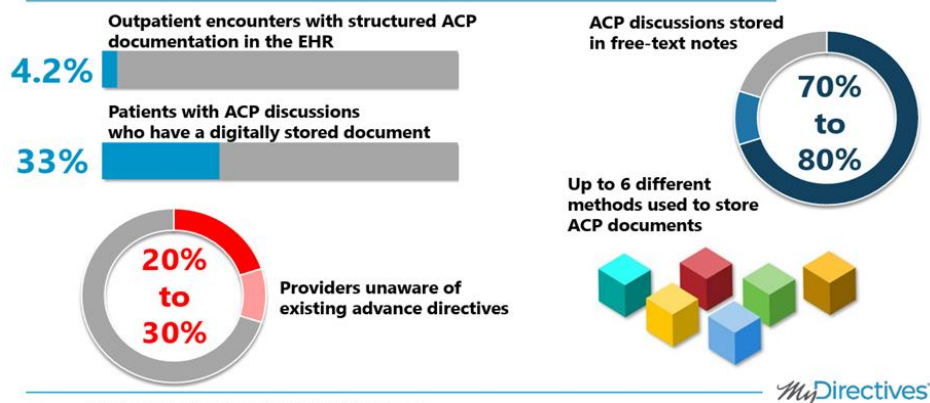 Outpatient encounters with structured ACP
documentation in the EHR
4.2%
Patients with ACP discussions
who have a digitally stored document
33%
20%
to
30%
Providers unaware of
existing advance directives
ACP discussions stored
in free-text notes
70%
to
80%
Up to 6 different
methods used to store
ACP documents
MyDirectives